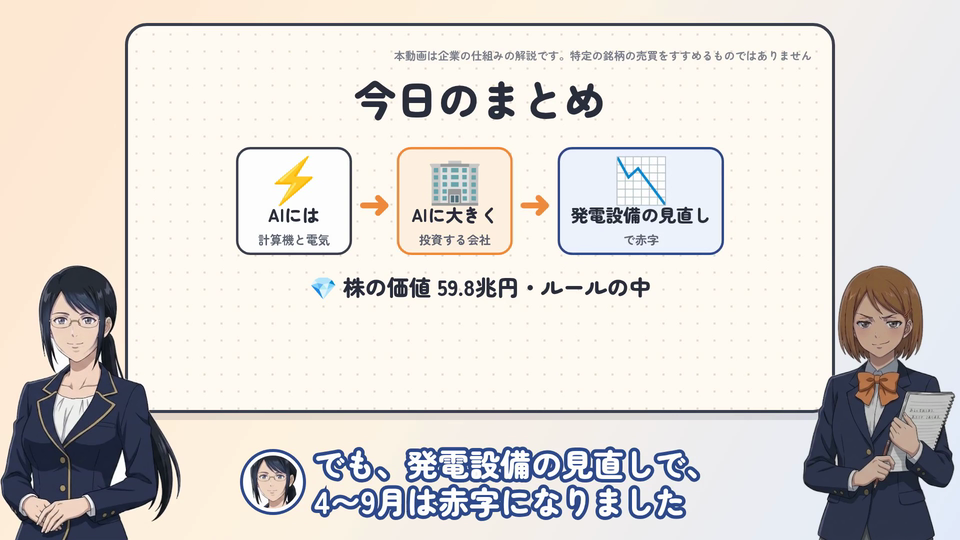 本動画は企業の仕組みの解説です。特定の銘柄の売買をすすめるものではありません
今日のまとめ
AIには
計算機と電気
AIに大きく
投資する会社
発電設備の見直し
で赤字
株の価値 59.8兆円・ルールの中
でも、発電設備の見直しで、
4〜9月は赤字になりました